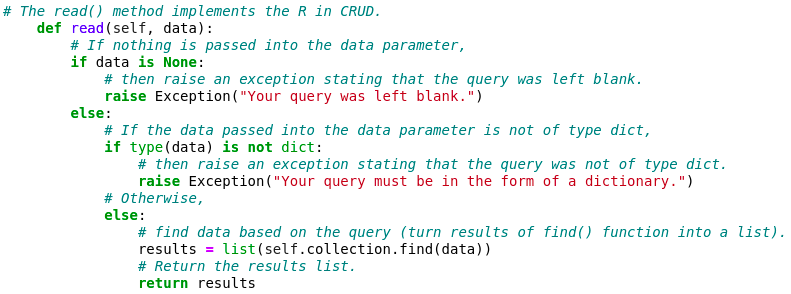 # The read() method implements the R in CRUD.
    def read(self, data):
        # If nothing is passed into the data parameter,
        if data is None:
            # then raise an exception stating that the query was left blank.
            raise Exception("Your query was left blank.")
        else:
            # If the data passed into the data parameter is not of type dict,
            if type(data) is not dict:
                # then raise an exception stating that the query was not of type dict.
                raise Exception("Your query must be in the form of a dictionary.")
            # Otherwise,
            else:
                # find data based on the query (turn results of find() function into a list).
                results = list(self.collection.find(data))
                # Return the results list.
                return results